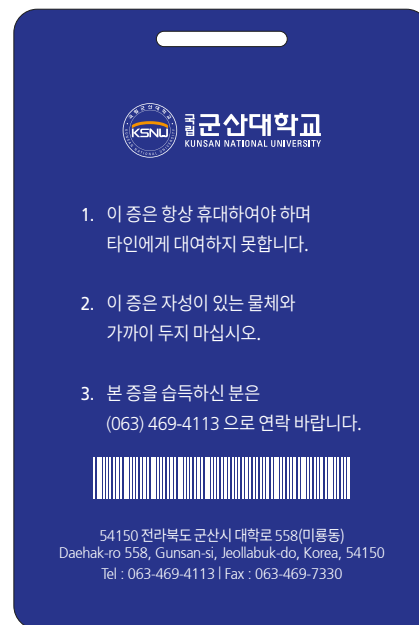 KSNU
국립군산대학교
KUNSAN NATIONAL UNIVERSITY
1. 이 증은 항상 휴대하여야 하며
타인에게 대여하지 못합니다.
2. 이 증은 자성이 있는 물체와
가까이 두지 마십시오.
3. 본 증을 습득하신 분은
(063) 469-4113 으로 연락 바랍니다.
54150 전라북도 군산시 대학로 558(미룡동)
Daehak-ro 558, Gunsan-si, Jeollabuk-do, Korea, 54150
Tel : 063-469-4113 l Fax : 063-469-7330